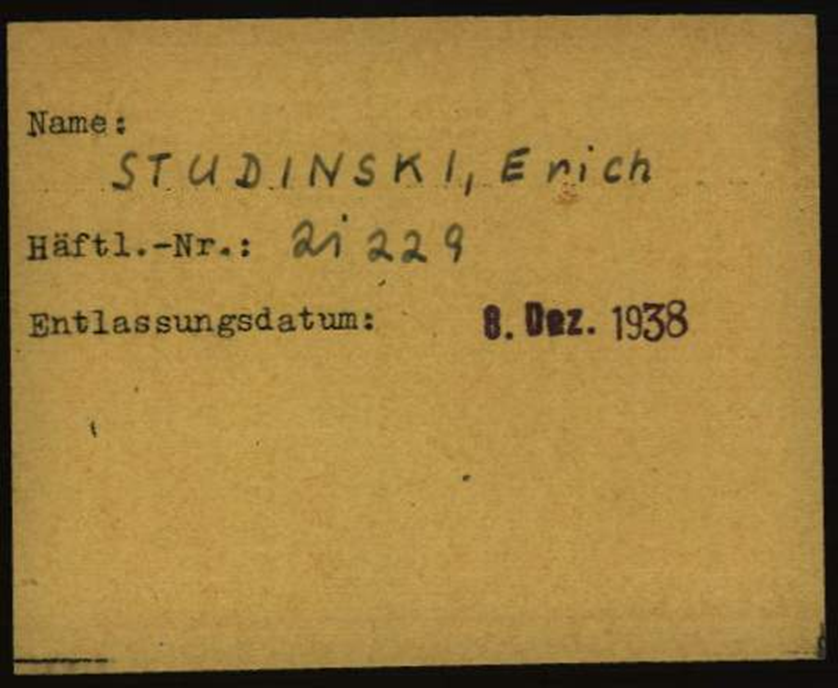 Name:
STUDINSKI, Erich
Häftl.-Nr.: 21229
Entlassungsdatum: 8. Dez. 1938